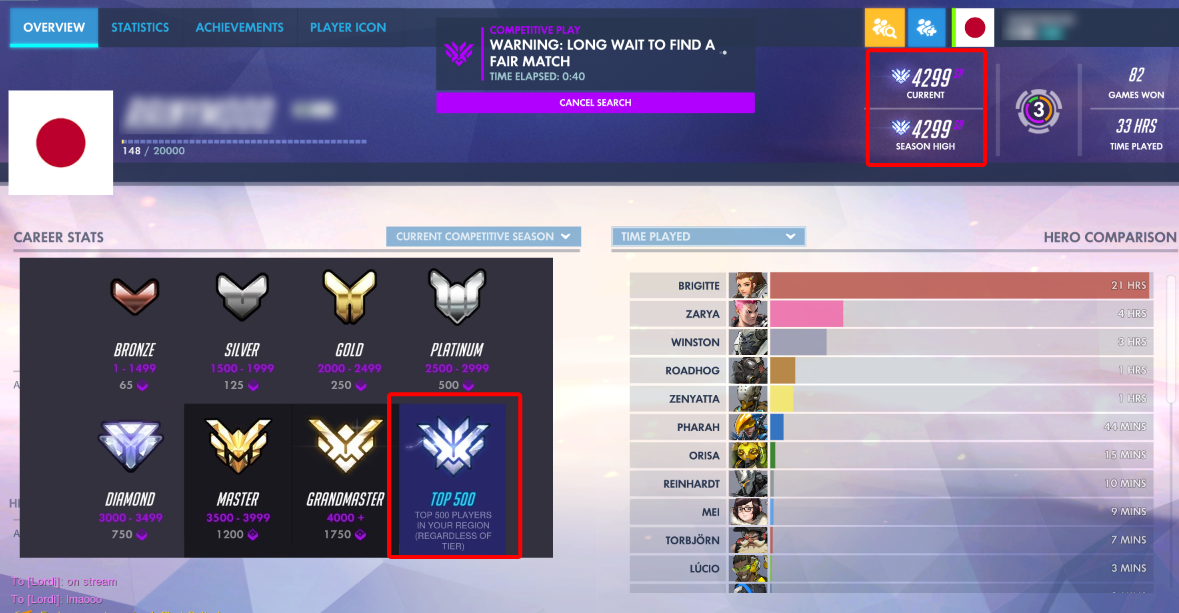 OVERVIEW
STATISTICS
ACHIEVEMENTS
PLAYER ICON
COMPETITIVE PLAY
WARNING: LONG WAIT TO FIND A
FAIR MATCH
TIME ELAPSED: 0:40
CANCEL SEARCH
4299
CURRENT
4299
SEASON HIGH
3
82
GAMES WON
33 HRS
TIME PLAYED
148 / 20000
CAREER STATS
CURRENT COMPETITIVE SEASON
TIME PLAYED
HERO COMPARISON
BRONZE
1 - 1499
65
SILVER
1500 - 1999
125
GOLD
2000 - 2499
250
PLATINUM
2500 - 2999
500
DIAMOND
3000 - 3499
750
MASTER
3500 - 3999
1200
GRANDMASTER
4000 +
1750
TOP 500
TOP 500 PLAYERS
IN YOUR REGION
(REGARDLESS OF
TIER)
BRIGITTE 21 HRS
ZARYA 4 HRS
WINSTON 3 HRS
ROADHOG 1 HRS
ZENYATTA 1 HRS
PHARAH 44 MINS
ORISA 15 MINS
REINHARDT 10 MINS
MEI 9 MINS
TORBJÖRN 7 MINS
LÚCIO 3 MINS
To [Lordi]: on stream
To [Lordi]: lmaooo